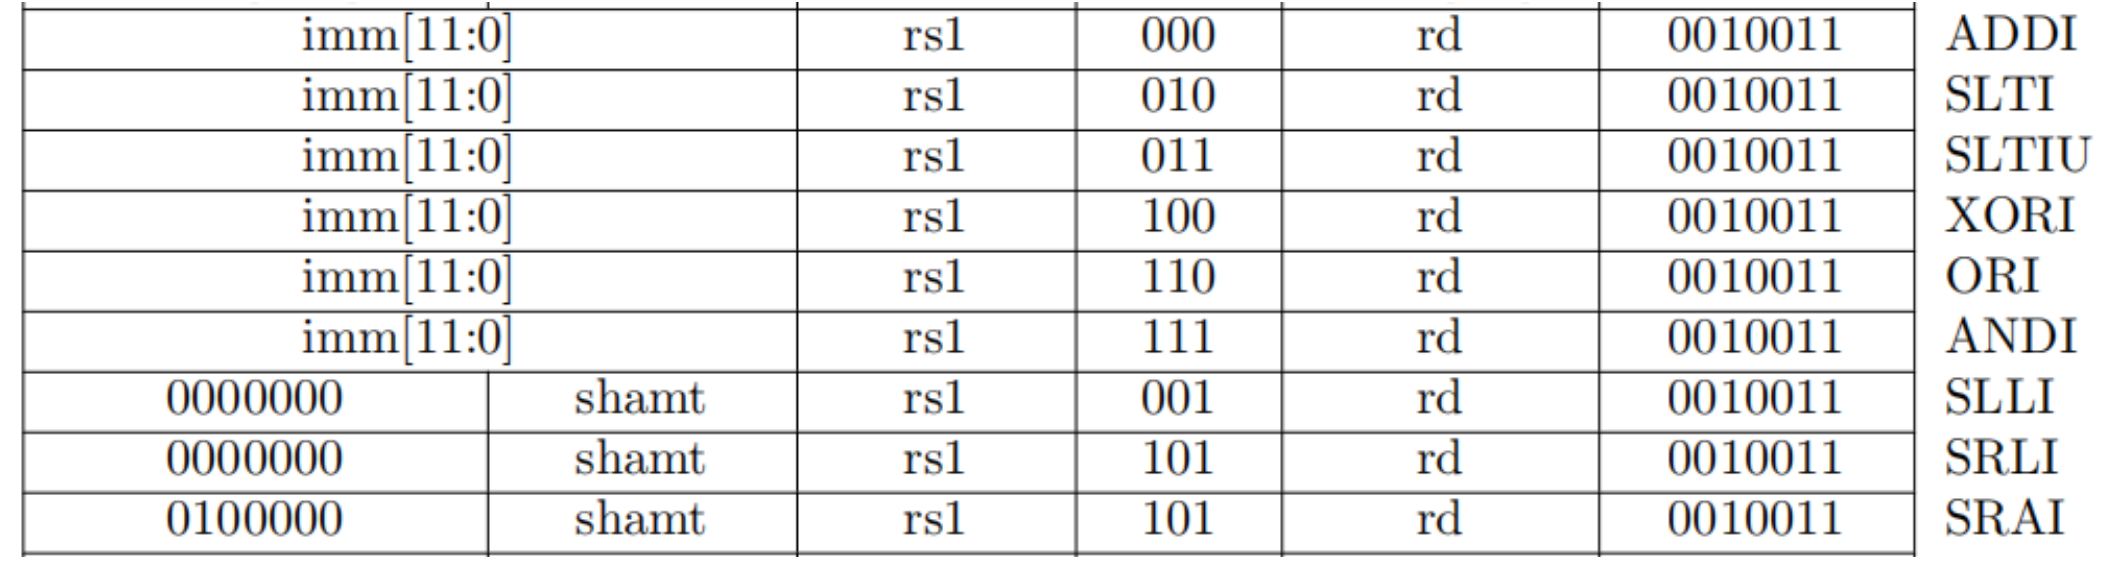 imm[11:0] rs1 000 rd 0010011 ADDI
imm[11:0] rs1 010 rd 0010011 SLTI
imm[11:0] rs1 011 rd 0010011 SLTIU
imm[11:0] rs1 100 rd 0010011 XORI
imm[11:0] rs1 110 rd 0010011 ORI
imm[11:0] rs1 111 rd 0010011 ANDI
0000000 shamt rs1 001 rd 0010011 SLLI
0000000 shamt rs1 101 rd 0010011 SRLI
0100000 shamt rs1 101 rd 0010011 SRAI